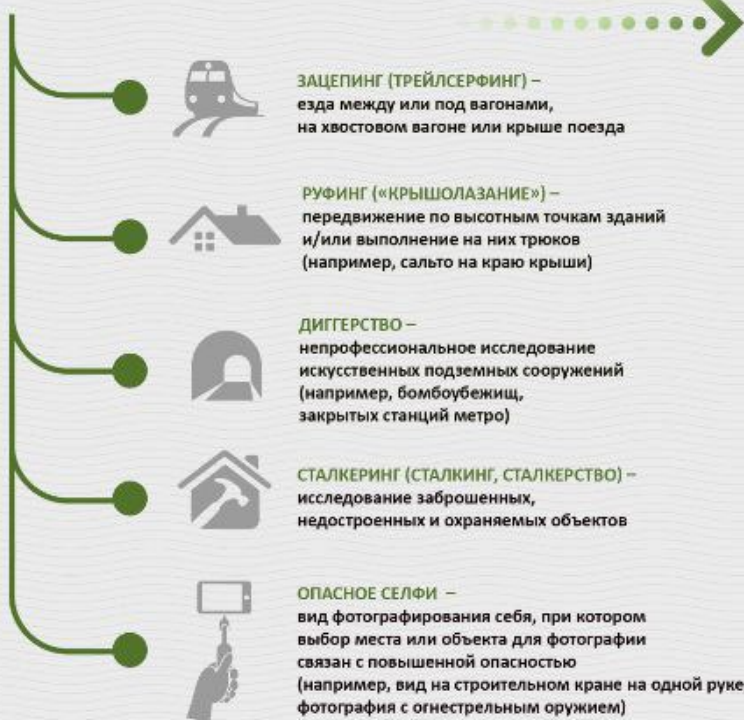 ЗАЦЕПИНГ (ТРЕЙЛСЕРФИНГ) –
езда между или под вагонами,
на хвостовом вагоне или крыше поезда
РУФИНГ («КРЫШОЛАЗАНИЕ») –
передвижение по высотным точкам зданий
и/или выполнение на них трюков
(например, сальто на краю крыши)
ДИГГЕРСТВО –
непрофессиональное исследование
искусственных подземных сооружений
(например, бомбоубежищ,
закрытых станций метро)
СТАЛКЕРИНГ (СТАЛКИНГ, СТАЛКЕРСТВО) –
исследование заброшенных,
недостроенных и охраняемых объектов
ОПАСНОЕ СЕЛФИ –
вид фотографирования себя, при котором
выбор места или объекта для фотографии
связан с повышенной опасностью
(например, вид на строительном кране на одной руке
фотография с огнестрельным оружием)